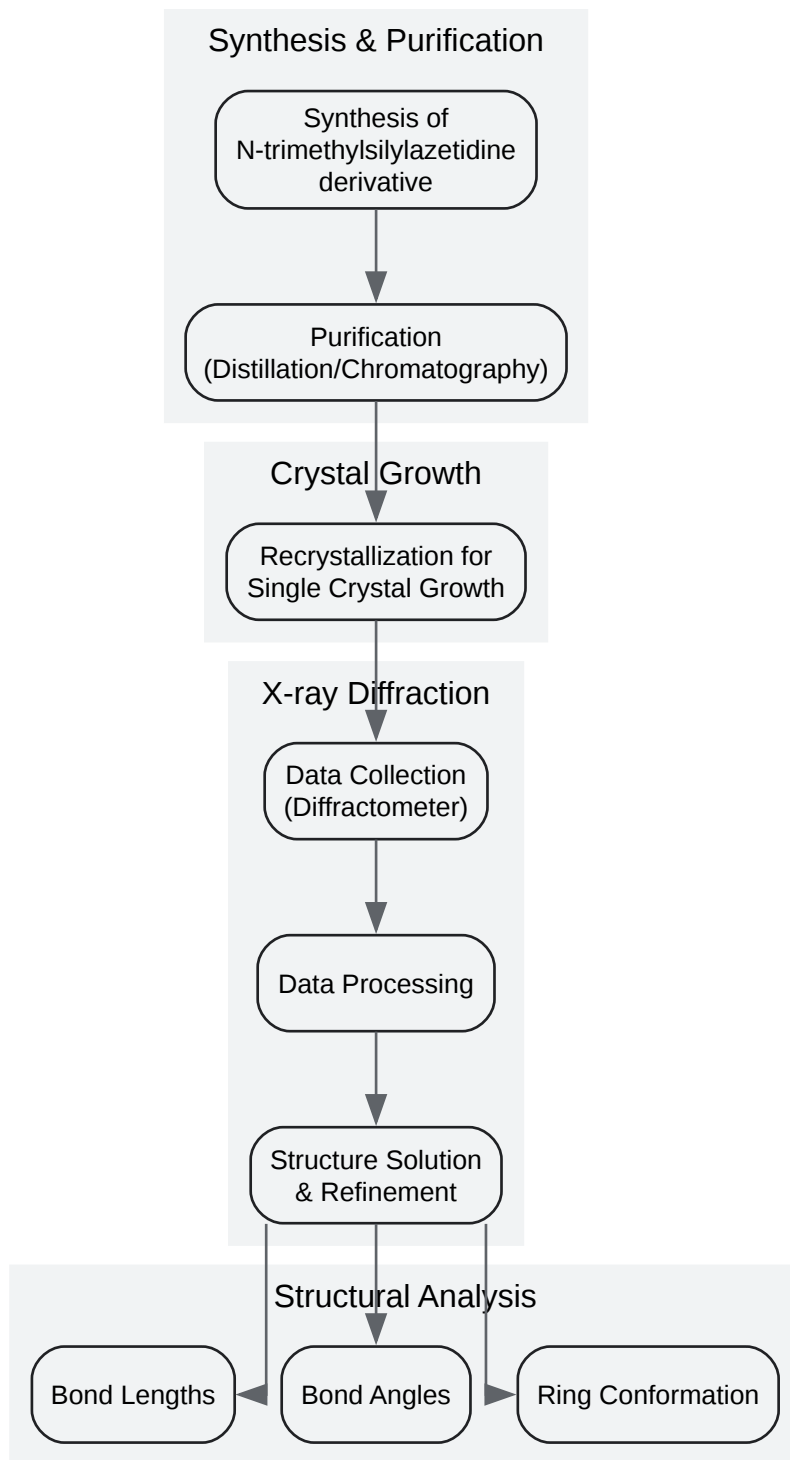 Synthesis & Purification
Synthesis of
N-trimethylsilylazetidine
derivative
Purification
(Distillation/Chromatography)
Crystal Growth
Recrystallization for
Single Crystal Growth
X-ray Diffraction
Data Collection
(Diffractometer)
Data Processing
Structure Solution
& Refinement
Structural Analysis
Bond Lengths
Bond Angles
Ring Conformation